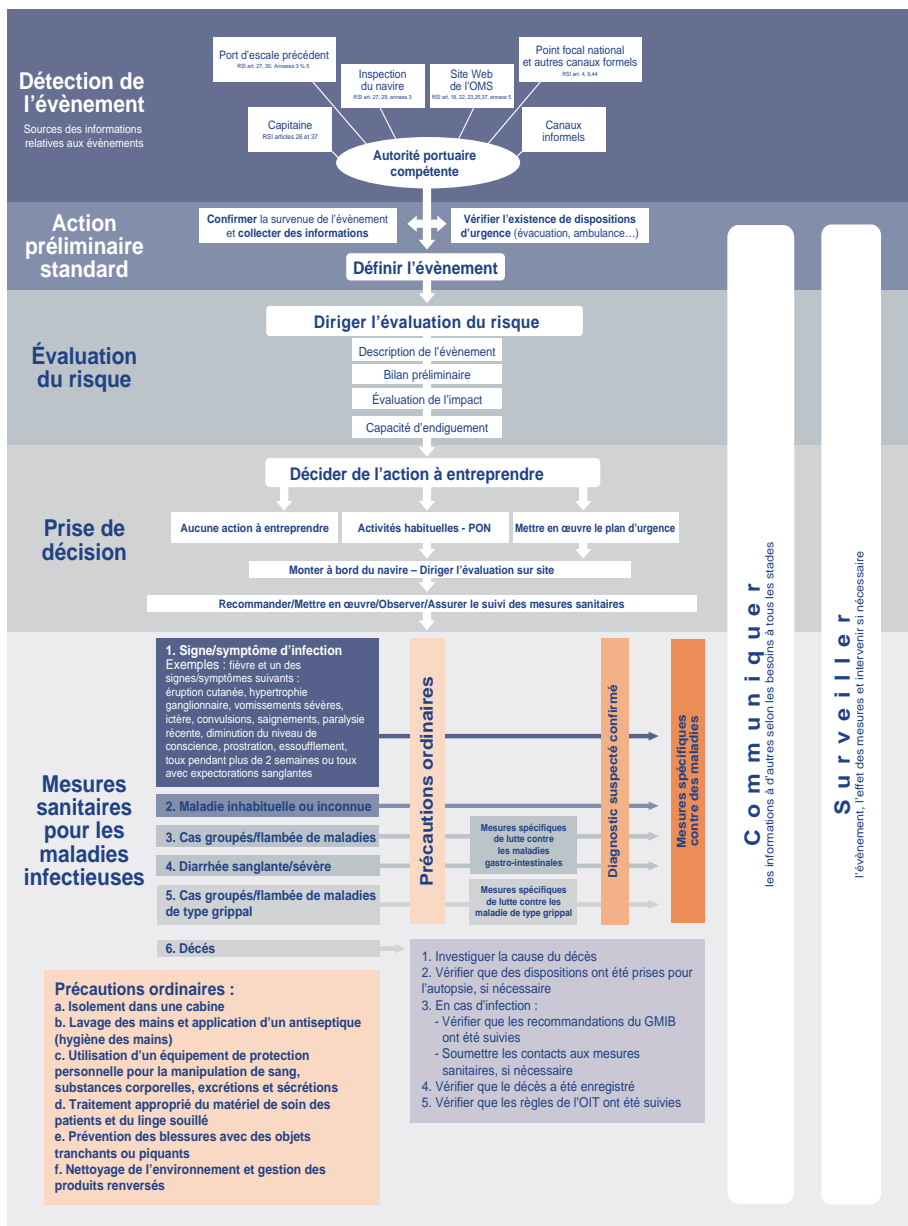 Détection de
l'évènement
Sources des informations
relatives aux évènements
Port d'escale précédent
RSI art. 27, 30, Annexes 3 % 5
Inspection
du navire
RSI art. 27, 29, annexe 3
Site Web
de l'OMS
RSI art. 18, 22, 23,25,37, annexe 5
Point focal national
et autres canaux formels
RSI art. 4, 9,44
Capitaine
RSI articles 28 et 37
Canaux
informels
Autorité portuaire
compétente
Action
préliminaire
standard
Confirmer la survenue de l'évènement
et collecter des informations
Vérifier l'existence de dispositions
d'urgence (évacuation, ambulance…)
Définir l'évènement
Évaluation
du risque
Diriger l'évaluation du risque
Description de l'évènement
Bilan préliminaire
Évaluation de l'impact
Capacité d'endiguement
Prise de
décision
Décider de l'action à entreprendre
Aucune action à entreprendre
Activités habituelles - PON
Mettre en œuvre le plan d'urgence
Monter à bord du navire – Diriger l'évaluation sur site
Recommander/Mettre en œuvre/Observer/Assurer le suivi des mesures sanitaires
Mesures
sanitaires
pour les
maladies
infectieuses
1. Signe/symptôme d'infection
Exemples : fièvre et un des
signes/symptômes suivants :
éruption cutanée, hypertrophie
ganglionnaire, vomissements sévères,
ictère, convulsions, saignements, paralysie
récente, diminution du niveau de
conscience, prostration, essoufflement,
toux pendant plus de 2 semaines ou toux
avec expectorations sanglantes
2. Maladie inhabituelle ou inconnue
3. Cas groupés/flambée de maladies
4. Diarrhée sanglante/sévère
5. Cas groupés/flambée de maladies
de type grippal
6. Décés
Précautions ordinaires
Mesures spécifiques
de lutte contre
les maladies
gastro-intestinales
Mesures spécifiques
de lutte contre les
maladie de type grippal
Diagnostic suspecté confirmé
Mesures spécifiques
contre des maladies
1. Investiguer la cause du décès
2. Vérifier que des dispositions ont été prises pour
l'autopsie, si nécessaire
3. En cas d'infection :
- Vérifier que les recommandations du GMIB
ont été suivies
- Soumettre les contacts aux mesures
sanitaires, si nécessaire
4. Vérifier que le décès a été enregistré
5. Vérifier que les règles de l'OIT ont été suivies
Précautions ordinaires :
a. Isolement dans une cabine
b. Lavage des mains et application d'un antiseptique
(hygiène des mains)
c. Utilisation d'un équipement de protection
personnelle pour la manipulation de sang,
substances corporelles, excrétions et sécrétions
d. Traitement approprié du matériel de soin des
patients et du linge souillé
e. Prévention des blessures avec des objets
tranchants ou piquants
f. Nettoyage de l'environnement et gestion des
produits renversés
Communiquer
les informations à d'autres selon les besoins à tous les stades
Surveiller
l'évènement, l'effet des mesures et intervenir si nécessaire